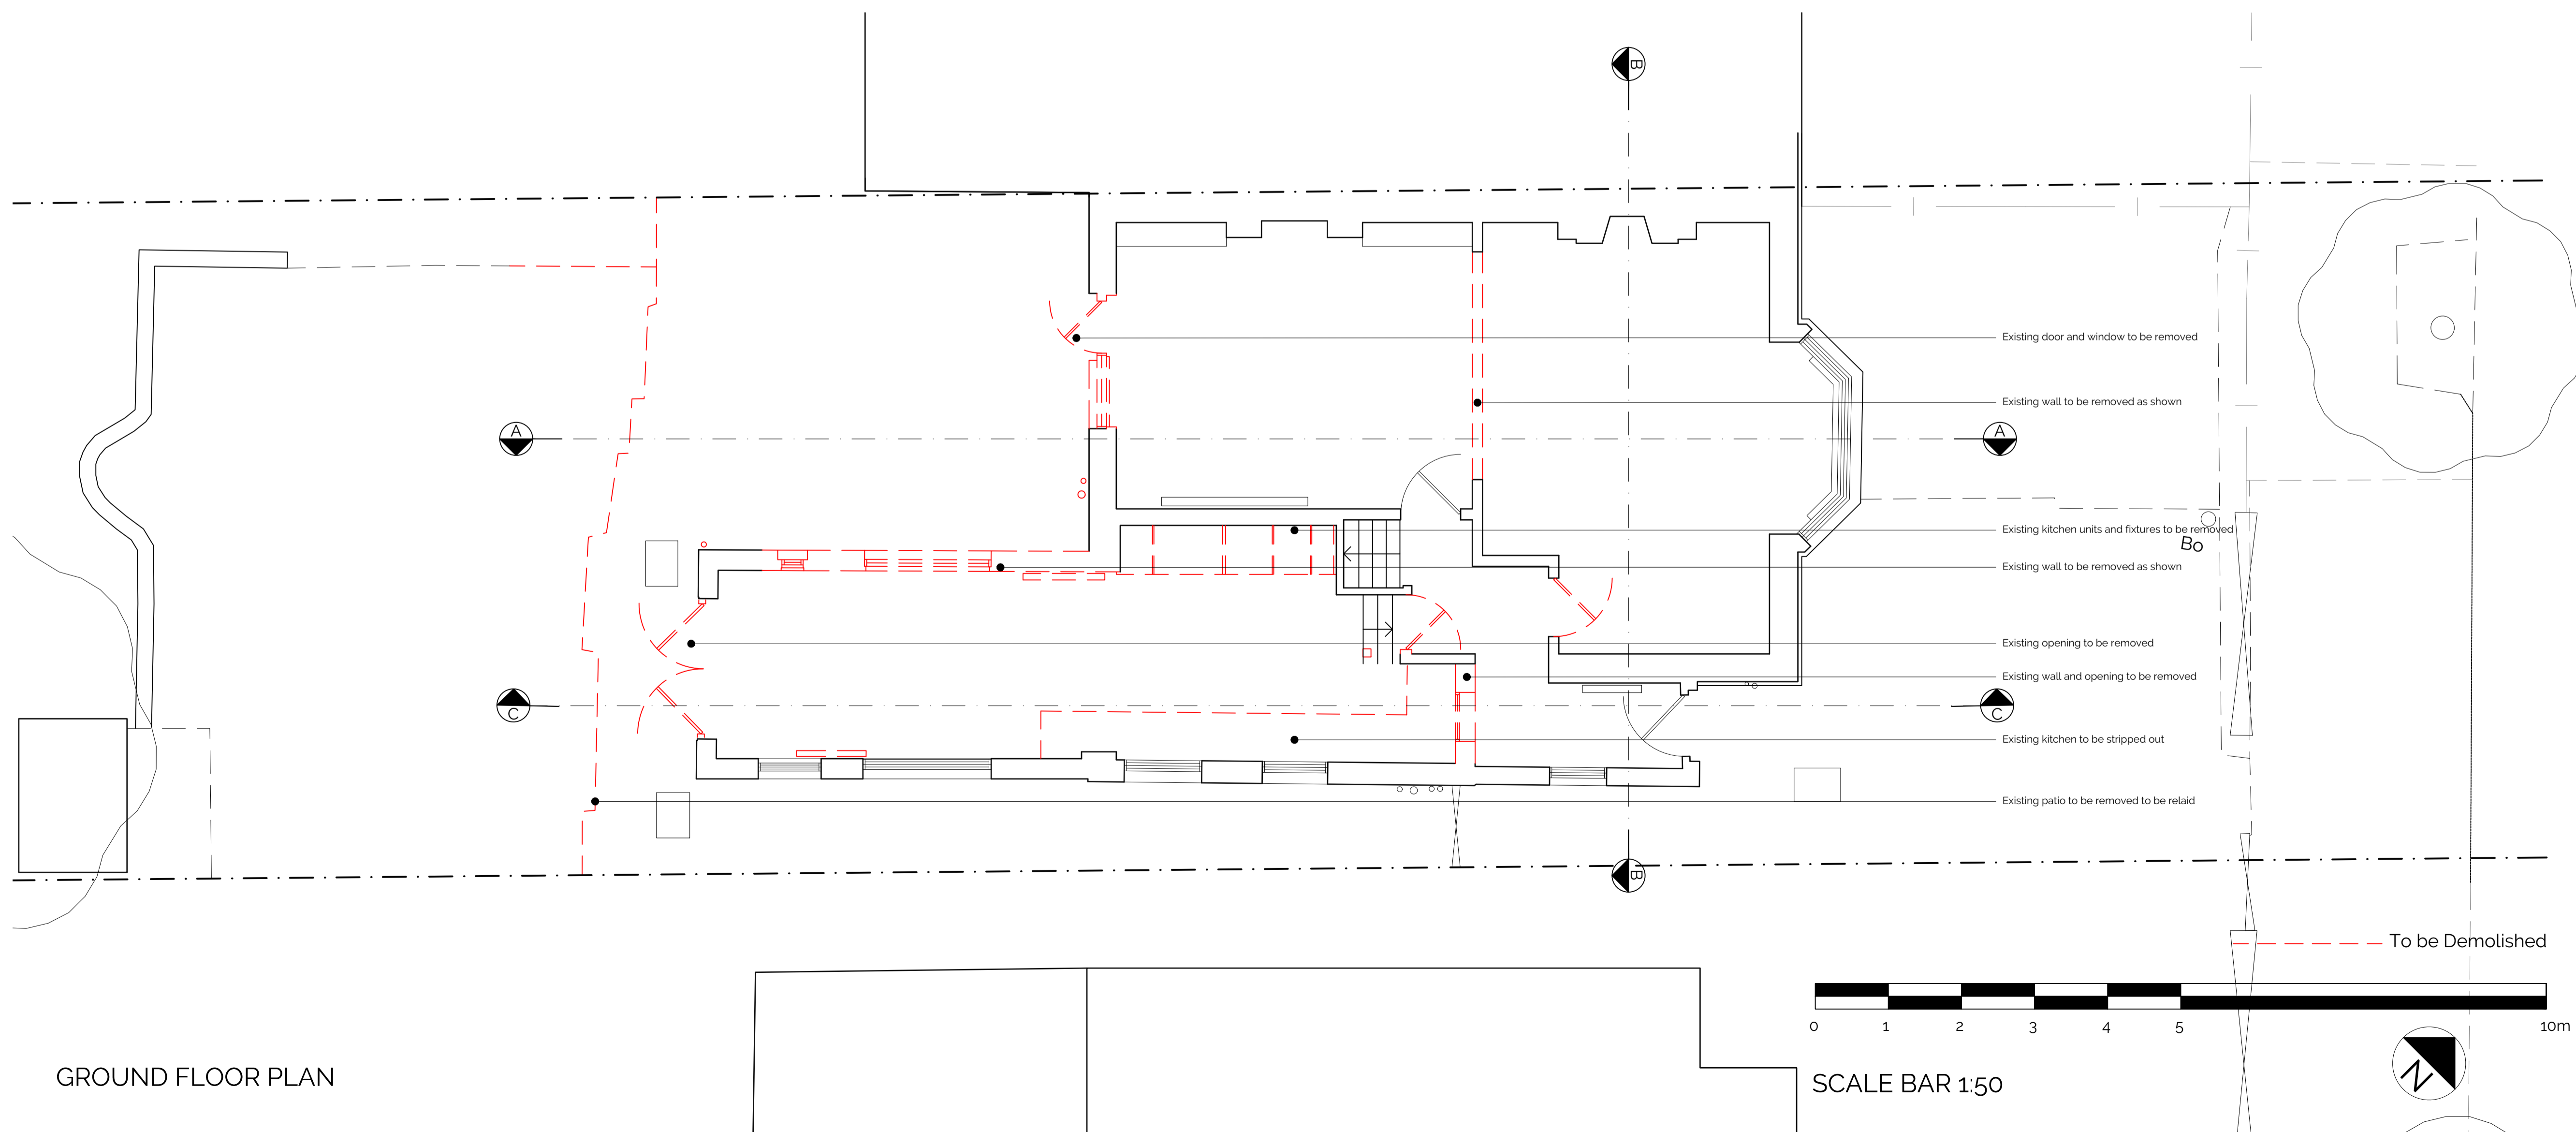 B
Existing door and window to be removed
Existing wall to be removed as shown
A
A
Existing kitchen units and fixtures to be removed
Bo
Existing wall to be removed as shown
Existing opening to be removed
Existing wall and opening to be removed
C
C
Existing kitchen to be stripped out
Existing patio to be removed to be relaid
B
To be Demolished
0 1 2 3 4 5 10m
GROUND FLOOR PLAN
SCALE BAR 1:50
N